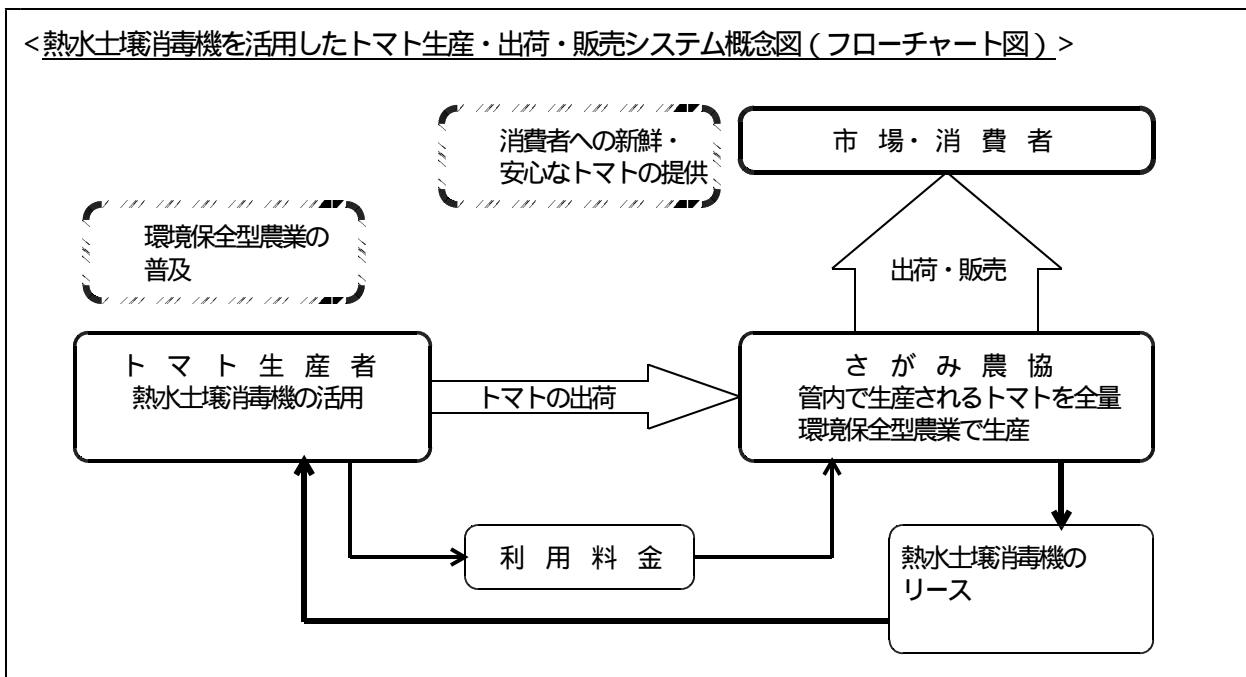 <熱水土壌消毒機を活用したトマト生産・出荷・販売システム概念図(フローチャート図)>
消費者への新鮮・
安心なトマトの提供
市場・消費者
環境保全型農業の
普及
出荷・販売
トマト生産者
熱水土壌消毒機の活用
トマトの出荷
さがみ農協
管内で生産されるトマトを全量
環境保全型農業で生産
利用料金
熱水土壌消毒機の
リース